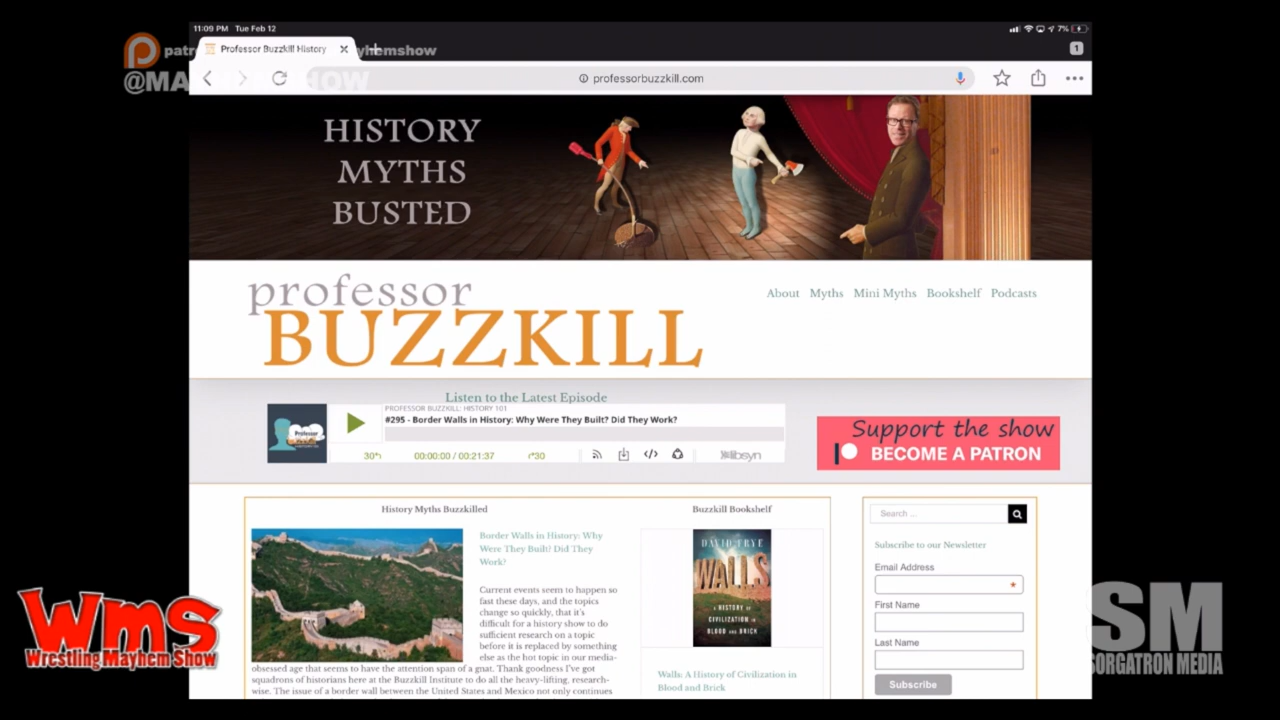 11:09 PM Tue Feb 12
7%
Professor Buzzkill History
1
@MA
professorbuzzkill.com
HISTORY
MYTHS
BUSTED
professor
BUZZKILL
About Myths Mini Myths Bookshelf Podcasts
Listen to the Latest Episode
PROFESSOR BUZZKILL: HISTORY 101
#295 - Border Walls in History: Why Were They Built? Did They Work?
00:00:00 / 00:21:37
libsyn
Support the show
BECOME A PATRON
History Myths Buzzkilled
Border Walls in History: Why
Were They Built? Did They
Work?
Current events seem to happen so
fast these days, and the topics
change so quickly, that it's
difficult for a history show to do
sufficient research on a topic
before it is replaced by something
else as the hot topic in our media-
obsessed age that seems to have the attention span of a gnat. Thank goodness I've got
squadrons of historians here at the Buzzkill Institute to do all the heavy-lifting, research-
wise. The issue of a border wall between the United States and Mexico not only continues
Buzzkill Bookshelf
DAVID FRYE
WALLS
A HISTORY OF
CIVILIZATION IN
BLOOD AND BRICK
Walls: A History of Civilization in
Blood and Brick
Search ...
Subscribe to our Newsletter
Email Address
*
First Name
Last Name
Subscribe
wms
Wrestling Mayhem Show
SM
SORGATRON MEDIA